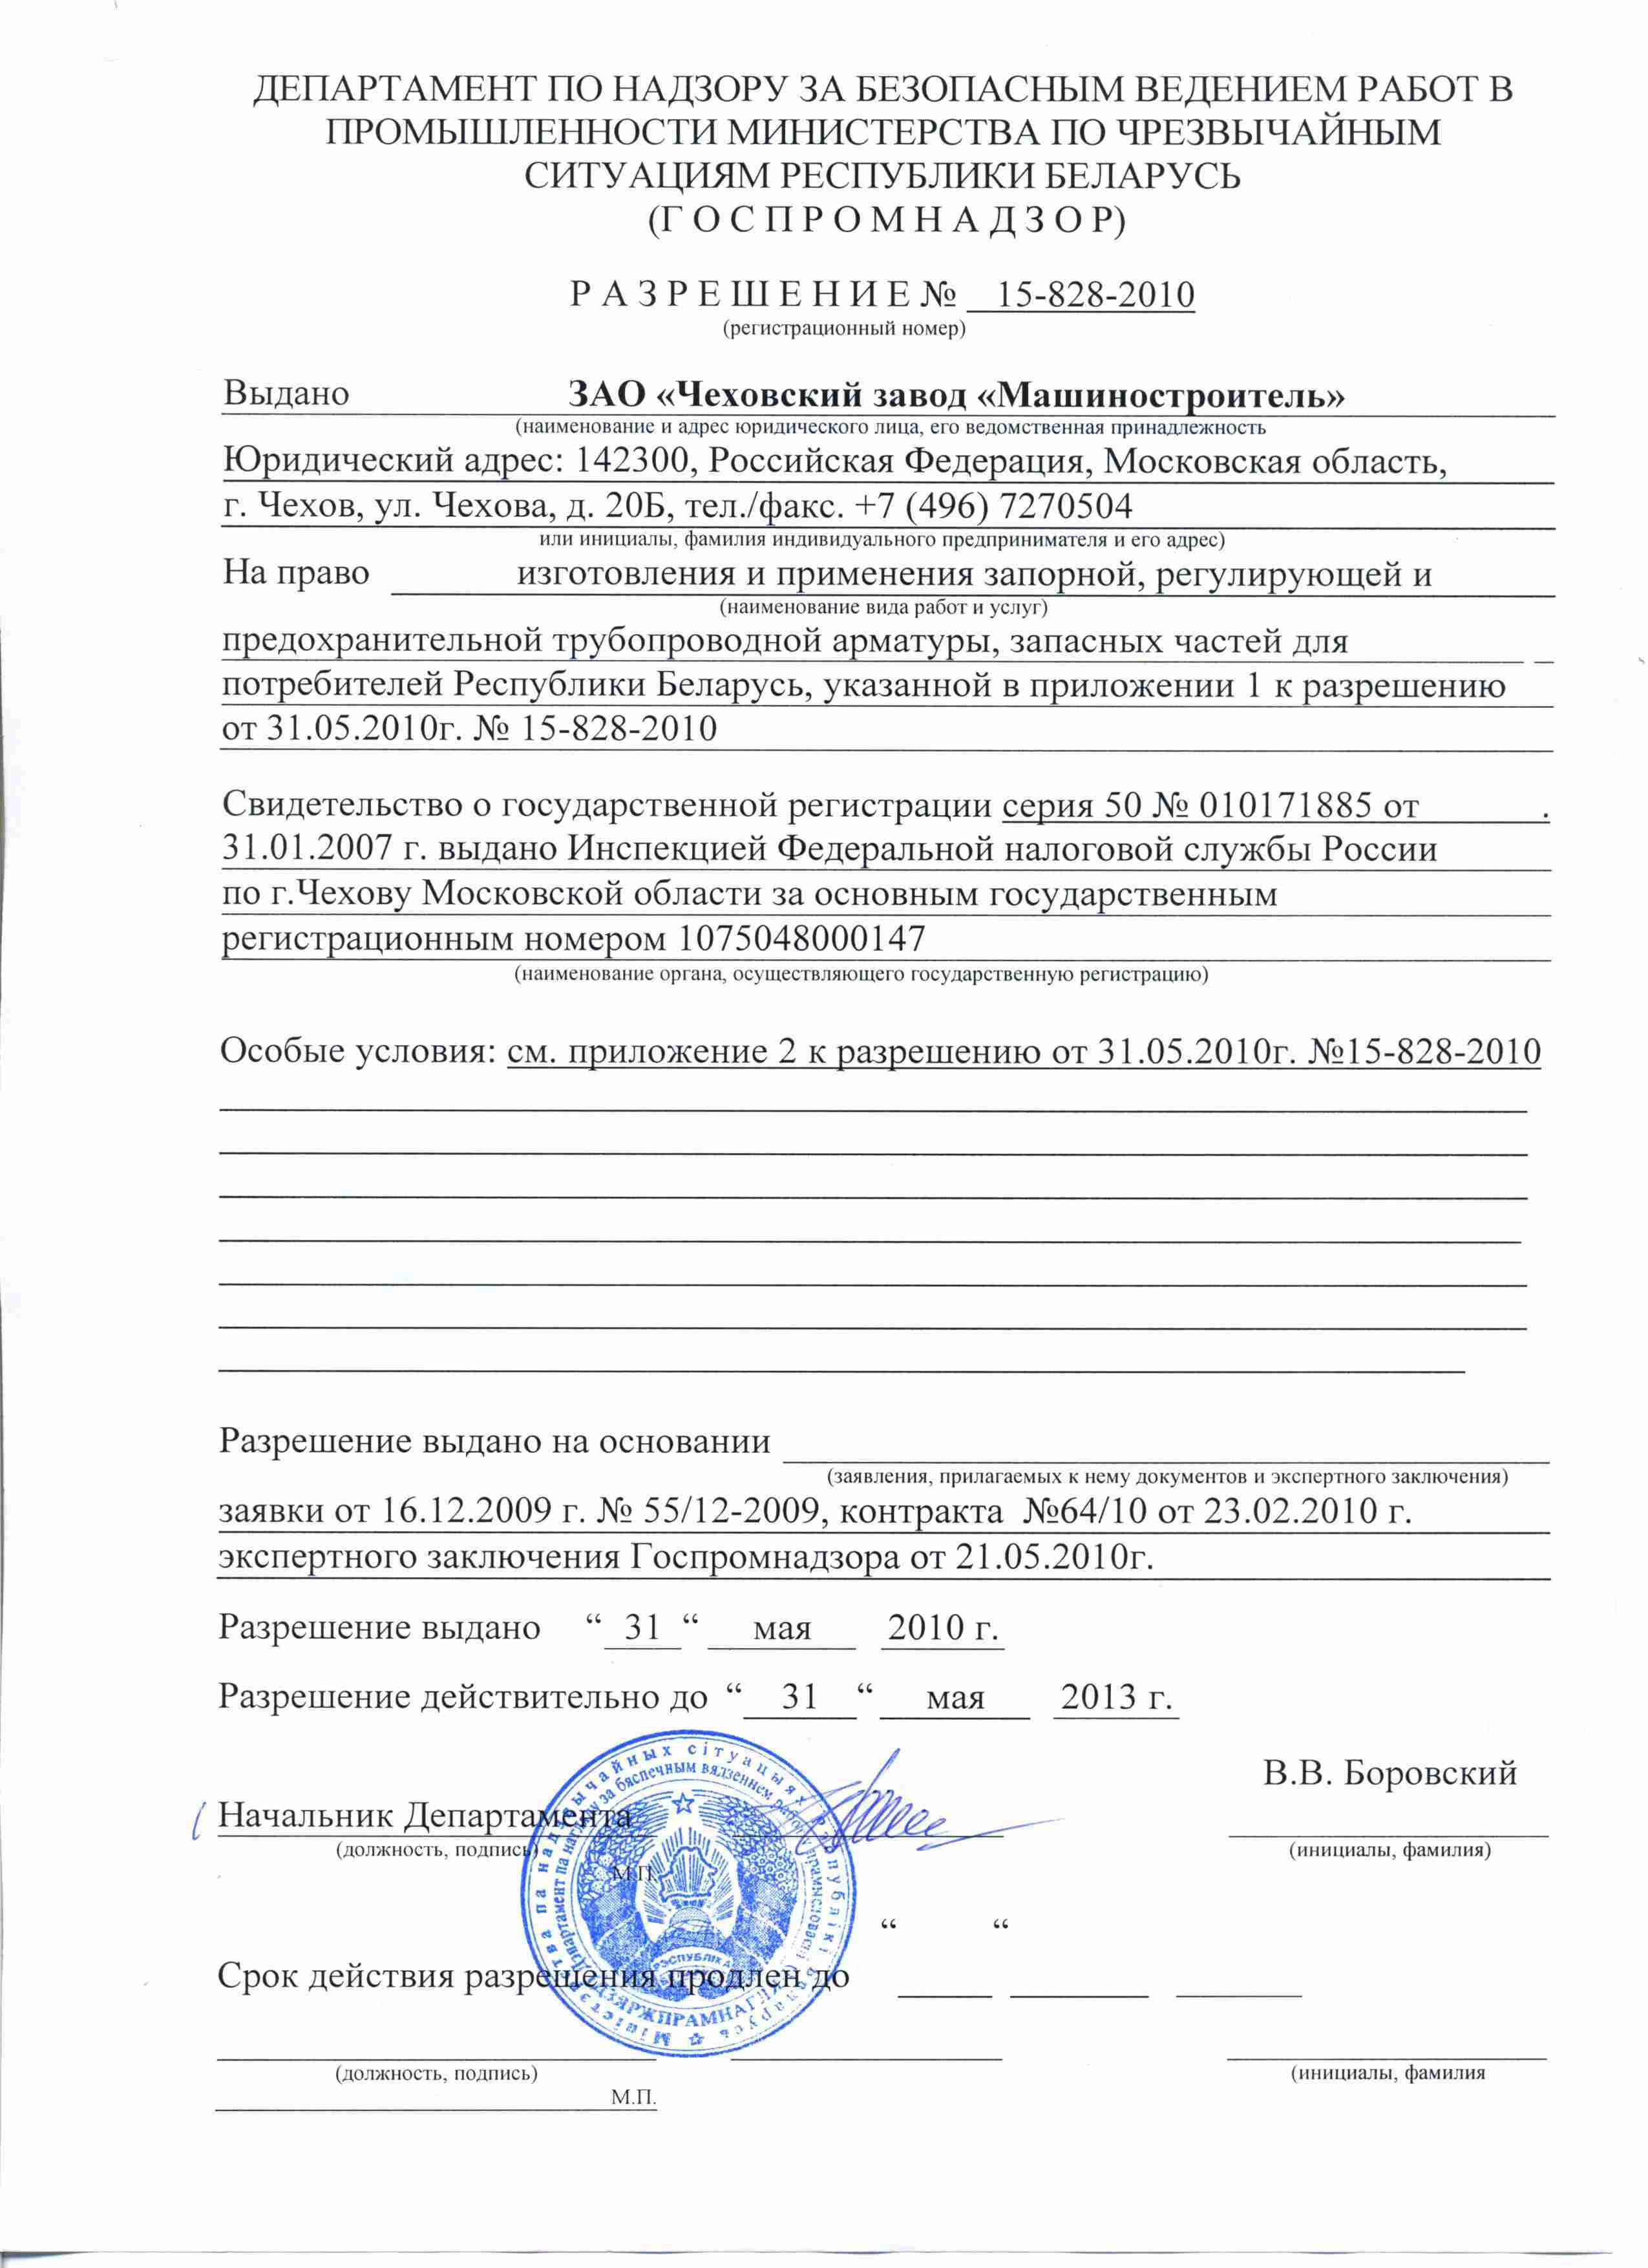 ДЕПАРТАМЕНТ ПО НАДЗОРУ ЗА БЕЗОПАСНЫМ ВЕДЕНИЕМ РАБОТ В
ПРОМЫШЛЕННОСТИ МИНИСТЕРСТВА ПО ЧРЕЗВЫЧАЙНЫМ
СИТУАЦИЯМ РЕСПУБЛИКИ БЕЛАРУСЬ
(Г О С П Р О М Н А Д З О Р)
Р А З Р Е Ш Е Н И Е № 15-828-2010
(регистрационный номер)
Выдано ЗАО «Чеховский завод «Машиностроитель»
(наименование и адрес юридического лица, его ведомственная принадлежность
Юридический адрес: 142300, Российская Федерация, Московская область,
г. Чехов, ул. Чехова, д. 20Б, тел./факс. +7 (496) 7270504
или инициалы, фамилия индивидуального предпринимателя и его адрес)
На право изготовления и применения запорной, регулирующей и
(наименование вида работ и услуг)
предохранительной трубопроводной арматуры, запасных частей для
потребителей Республики Беларусь, указанной в приложении 1 к разрешению
от 31.05.2010г. № 15-828-2010
Свидетельство о государственной регистрации серия 50 № 010171885 от .
31.01.2007 г. выдано Инспекцией Федеральной налоговой службы России
по г.Чехову Московской области за основным государственным
регистрационным номером 1075048000147
(наименование органа, осуществляющего государственную регистрацию)
Особые условия: см. приложение 2 к разрешению от 31.05.2010г. №15-828-2010
Разрешение выдано на основании
(заявления, прилагаемых к нему документов и экспертного заключения)
заявки от 16.12.2009 г. № 55/12-2009, контракта №64/10 от 23.02.2010 г.
экспертного заключения Госпромнадзора от 21.05.2010г.
Разрешение выдано “ 31 “ мая 2010 г.
Разрешение действительно до “ 31 “ мая 2013 г.
В.В. Боровский
Начальник Департамента
(должность, подпись) (инициалы, фамилия)
М.П.
“ “
Срок действия разрешения продлен до
(должность, подпись) (инициалы, фамилия
М.П.
Міністэрства па надзвычайных сітуацыях Рэспублікі Беларусь
Дэпартамент па нагляду за бяспечным вядзеннем работ у прамысловасці
ДЗЯРЖПРАМНАГЛЯД